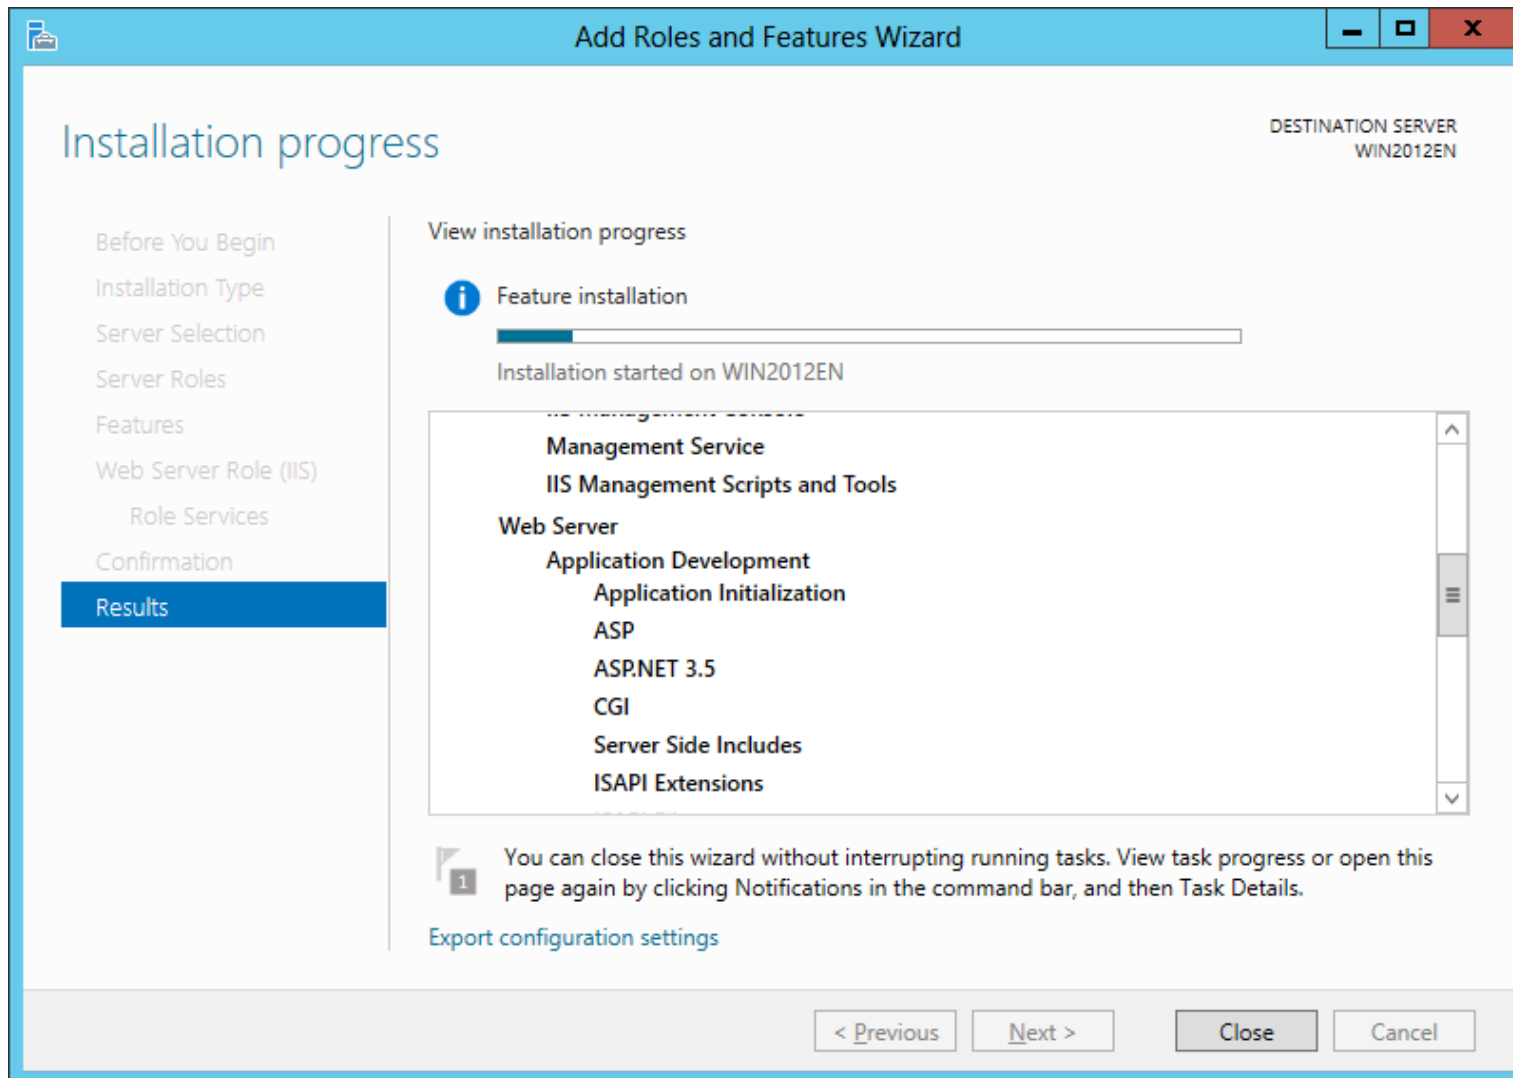 Add Roles and Features Wizard
Installation progress
DESTINATION SERVER
WIN2012EN
Before You Begin
Installation Type
Server Selection
Server Roles
Features
Web Server Role (IIS)
Role Services
Confirmation
Results
View installation progress
Feature installation
Installation started on WIN2012EN
IIS Management Console
Management Service
IIS Management Scripts and Tools
Web Server
Application Development
Application Initialization
ASP
ASP.NET 3.5
CGI
Server Side Includes
ISAPI Extensions
1
You can close this wizard without interrupting running tasks. View task progress or open this
page again by clicking Notifications in the command bar, and then Task Details.
Export configuration settings
< Previous
Next >
Close
Cancel